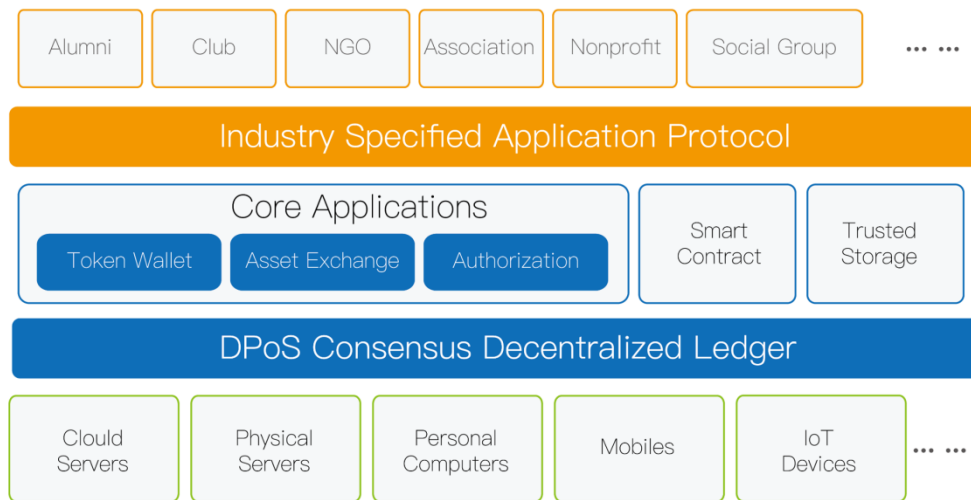 Alumni
Club
NGO
Association
Nonprofit
Social Group
... ...
Industry Specified Application Protocol
Core Applications
Token Wallet
Asset Exchange
Authorization
Smart
Contract
Trusted
Storage
DPoS Consensus Decentralized Ledger
Clould
Servers
Physical
Servers
Personal
Computers
Mobiles
IoT
Devices
... ...